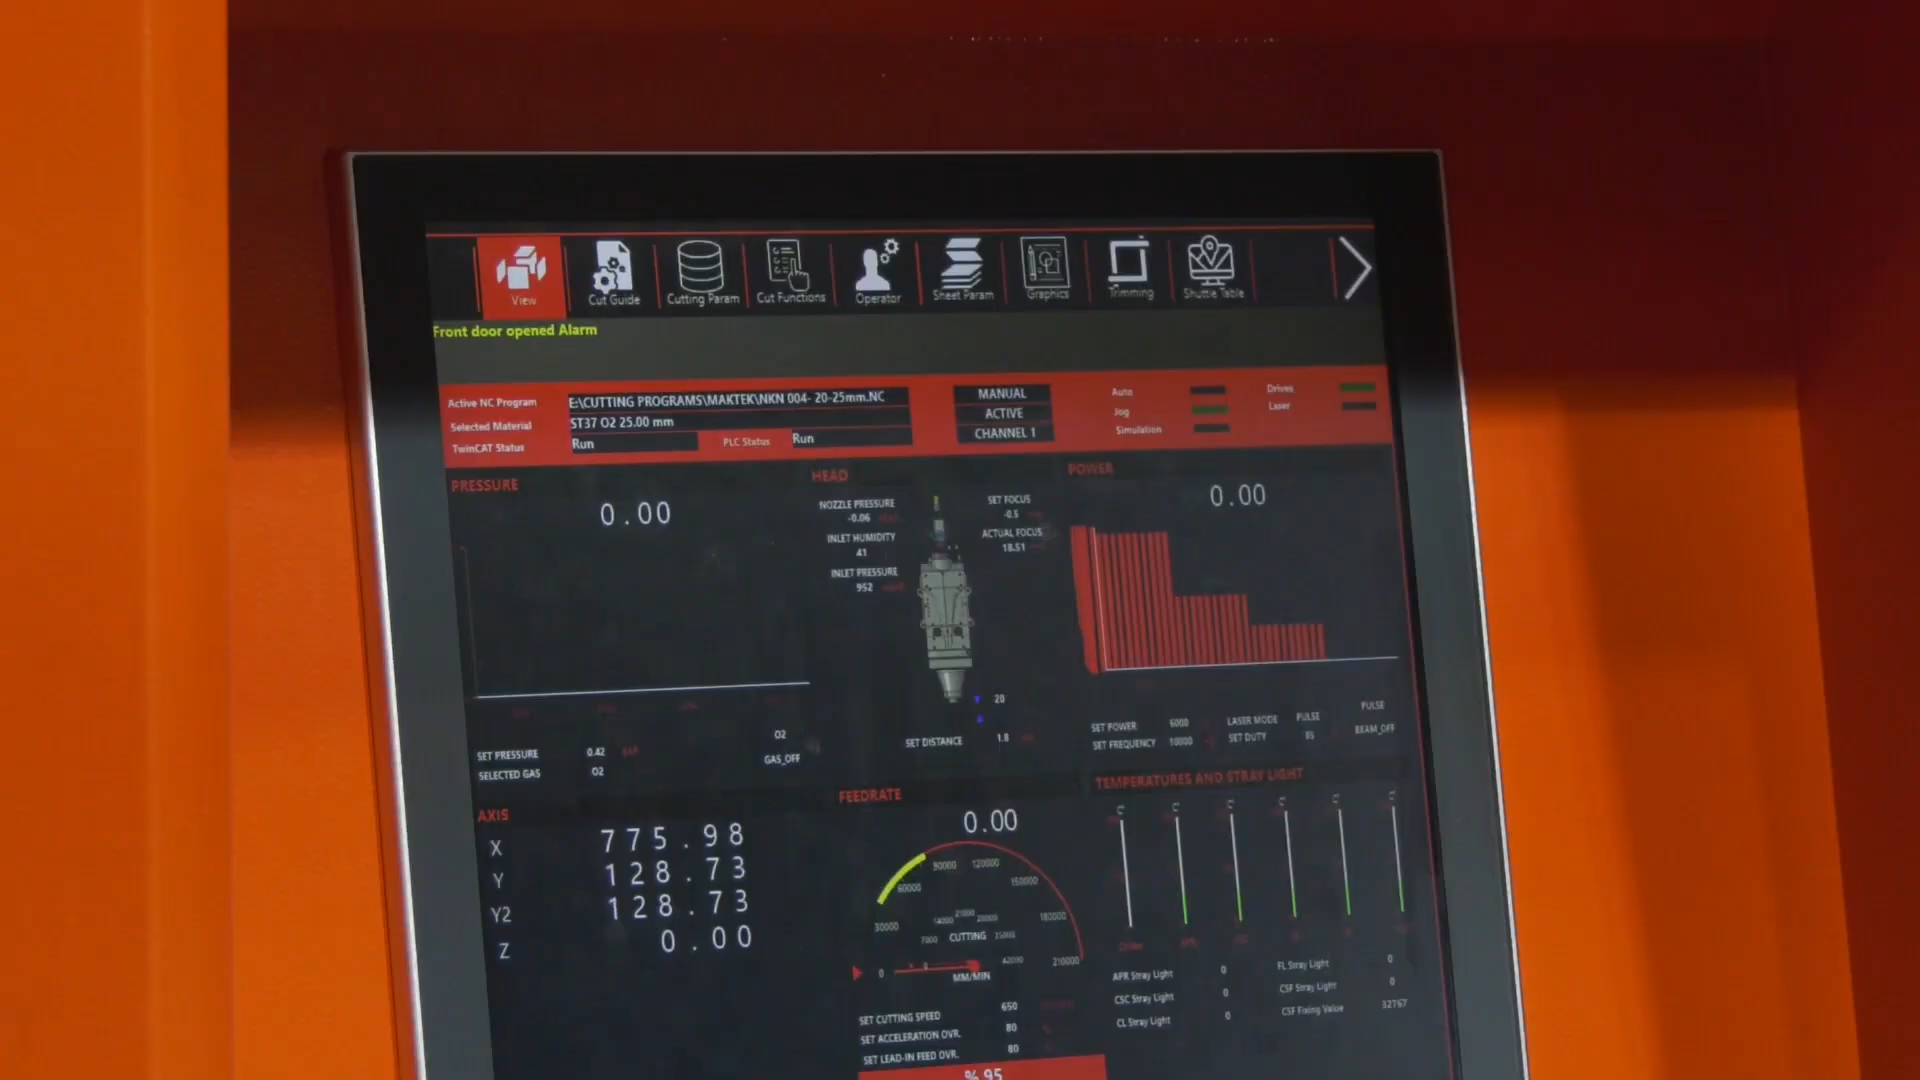 View
Cut Guide
Cutting Param
Cut Functions
Operator
Sheet Param
Graphics
Trimming
Shuttle Table
Front door opened Alarm
Active NC Program
E:\CUTTING PROGRAMS\MAKTEK\NKN 004- 20-25mm.NC
Selected Material
ST37 O2 25.00 mm
TwinCAT Status
Run
PLC Status
Run
MANUAL
ACTIVE
CHANNEL 1
Auto
Jog
Simulation
Drives
Laser
PRESSURE
0.00
SET PRESSURE 0.42 BAR
SELECTED GAS O2
O2
GAS_OFF
HEAD
NOZZLE PRESSURE
-0.06
INLET HUMIDITY
41
INLET PRESSURE
952
SET FOCUS
-0.5
ACTUAL FOCUS
18.51
20
SET DISTANCE 1.8
POWER
0.00
SET POWER 6000
SET FREQUENCY 10000
LASER MODE PULSE
SET DUTY 85
PULSE
BEAM_OFF
AXIS
X 775.98
Y 128.73
Y2 128.73
Z 0.00
FEEDRATE
0.00
0 30000 60000 90000 120000 150000 180000 210000
0 7000 14000 21000 28000 35000 42000
CUTTING
MM/MIN
SET CUTTING SPEED 650
SET ACCELERATION OVR. 80
SET LEAD-IN FEED OVR. 80
% 95
TEMPERATURES AND STRAY LIGHT
C° C° C° C° C° C°
APR Stray Light 0
CSC Stray Light 0
CL Stray Light 0
FL Stray Light 0
CSF Stray Light 0
CSF Fixing Value 32767